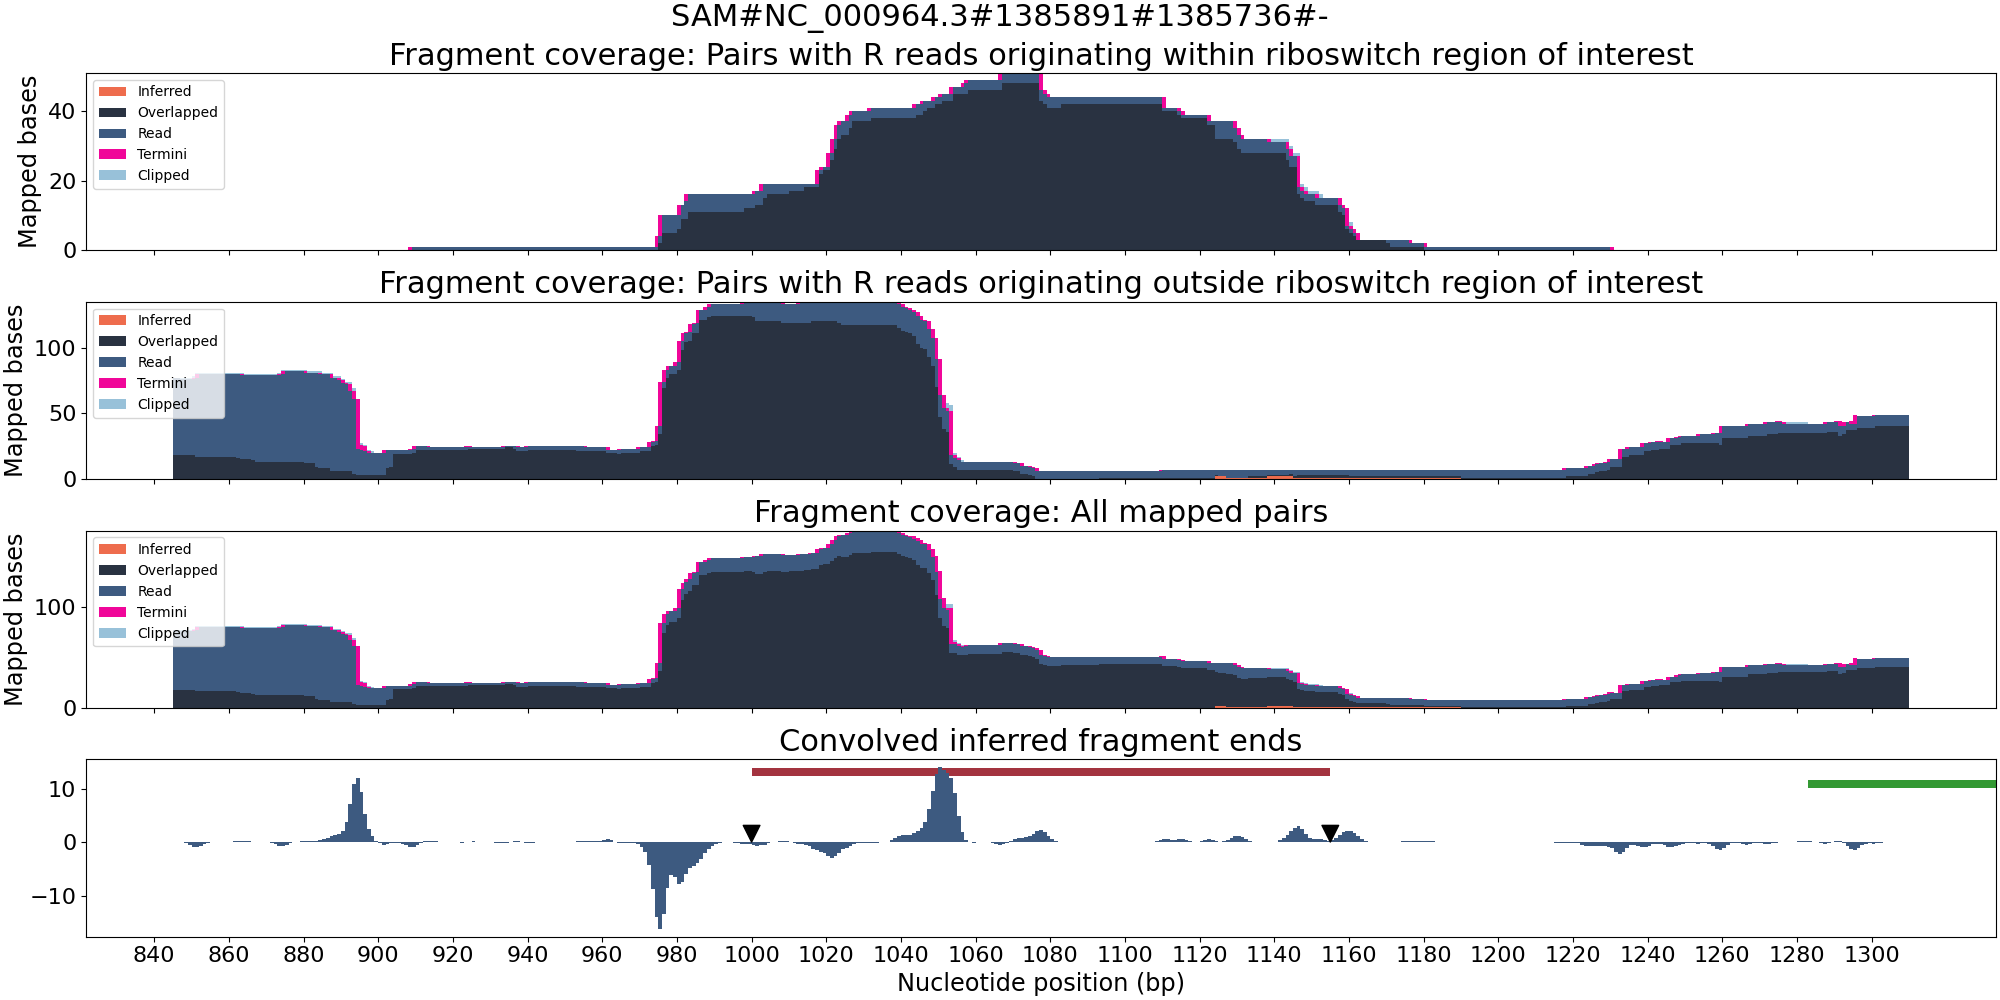 SAM#NC_000964.3#1385891#1385736#-
Fragment coverage: Pairs with R reads originating within riboswitch region of interest
Mapped bases
40
20
0
Inferred
Overlapped
Read
Termini
Clipped
Fragment coverage: Pairs with R reads originating outside riboswitch region of interest
Mapped bases
100
50
0
Inferred
Overlapped
Read
Termini
Clipped
Fragment coverage: All mapped pairs
Mapped bases
100
0
Inferred
Overlapped
Read
Termini
Clipped
Convolved inferred fragment ends
10
0
−10
840 860 880 900 920 940 960 980 1000 1020 1040 1060 1080 1100 1120 1140 1160 1180 1200 1220 1240 1260 1280 1300
Nucleotide position (bp)